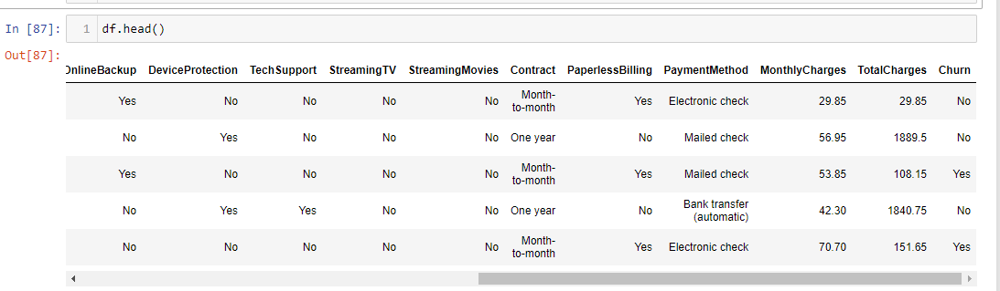 In [87]: 1 df.head()
Out[87]:
OnlineBackup DeviceProtection TechSupport StreamingTV StreamingMovies Contract PaperlessBilling PaymentMethod MonthlyCharges TotalCharges Churn
Yes No No No No Month-to-month Yes Electronic check 29.85 29.85 No
No Yes No No No One year No Mailed check 56.95 1889.5 No
Yes No No No No Month-to-month Yes Mailed check 53.85 108.15 Yes
No Yes Yes No No One year No Bank transfer (automatic) 42.30 1840.75 No
No No No No No Month-to-month Yes Electronic check 70.70 151.65 Yes